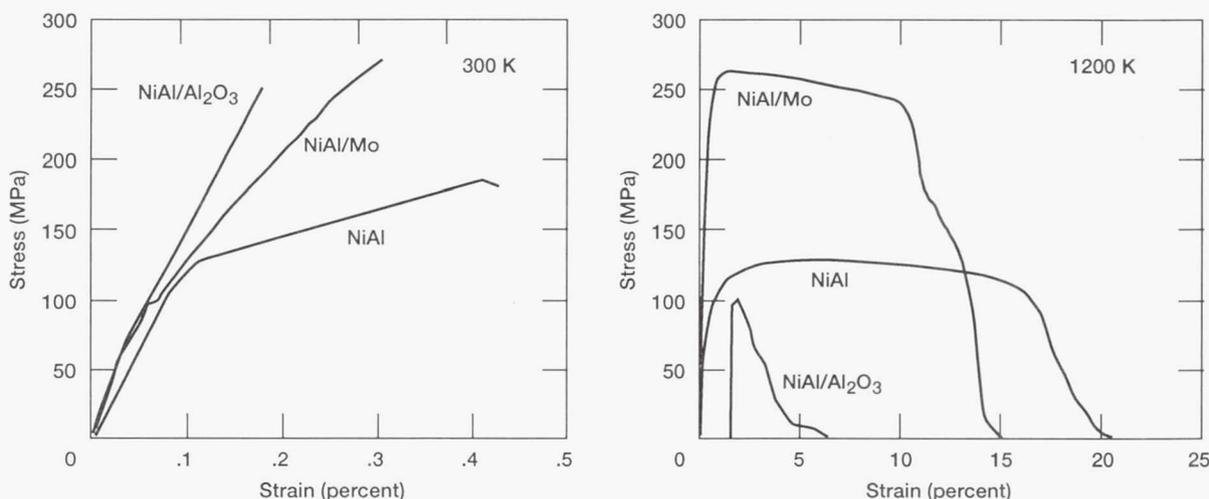 300
300 K
250
NiAl/Al₂O₃
200
NiAl/Mo
150
NiAl
100
50
0
.1
.2
.3
.4
.5
Stress (MPa)
Strain (percent)
300
1200 K
250
NiAl/Mo
200
150
NiAl
100
NiAl/Al₂O₃
50
0
5
10
15
20
25
Stress (MPa)
Strain (percent)